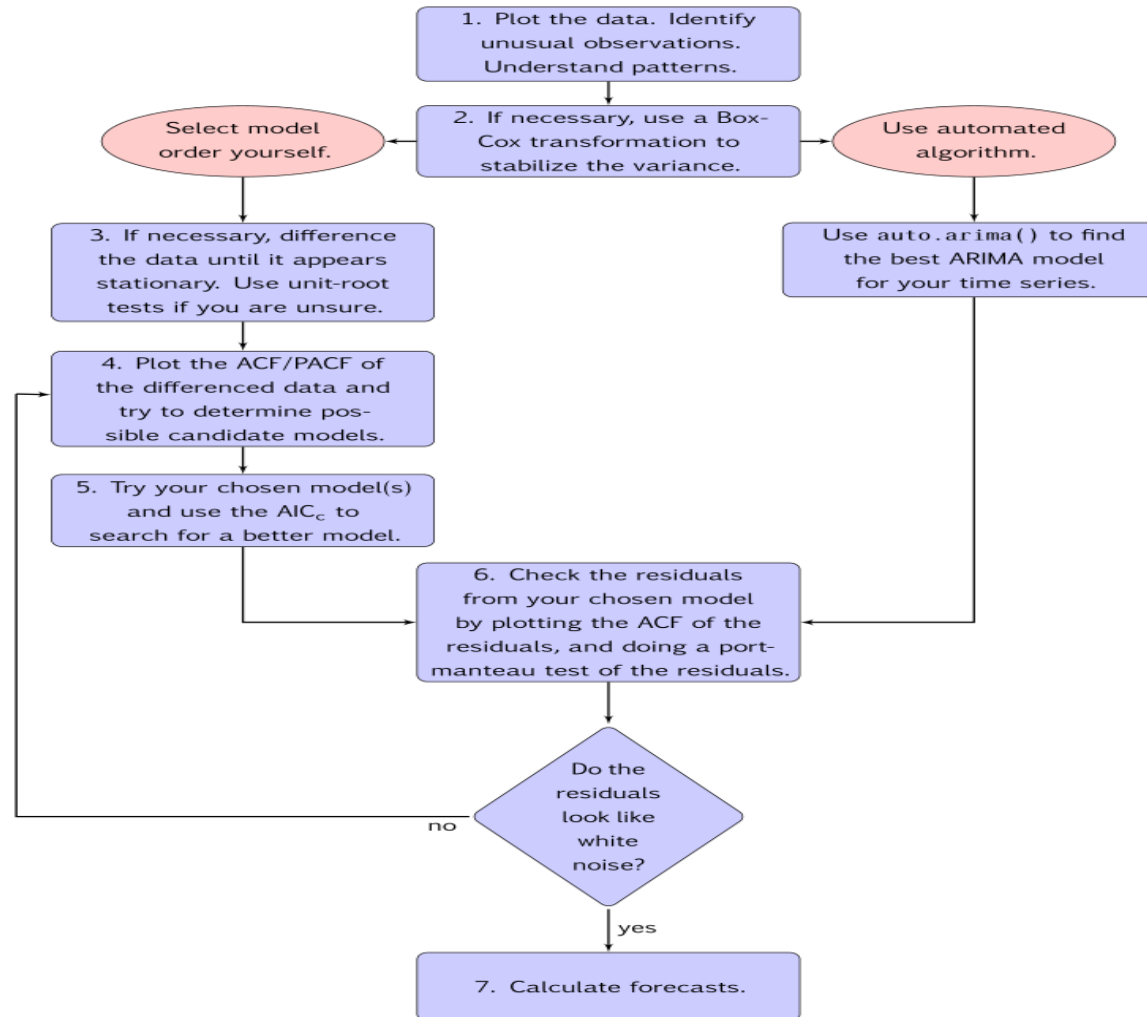 1. Plot the data. Identify
unusual observations.
Understand patterns.
Select model
order yourself.
2. If necessary, use a Box-
Cox transformation to
stabilize the variance.
Use automated
algorithm.
3. If necessary, difference
the data until it appears
stationary. Use unit-root
tests if you are unsure.
Use auto.arima() to find
the best ARIMA model
for your time series.
4. Plot the ACF/PACF of
the differenced data and
try to determine pos-
sible candidate models.
5. Try your chosen model(s)
and use the AICc to
search for a better model.
6. Check the residuals
from your chosen model
by plotting the ACF of the
residuals, and doing a port-
manteau test of the residuals.
Do the
residuals
look like
white
noise?
no
yes
7. Calculate forecasts.